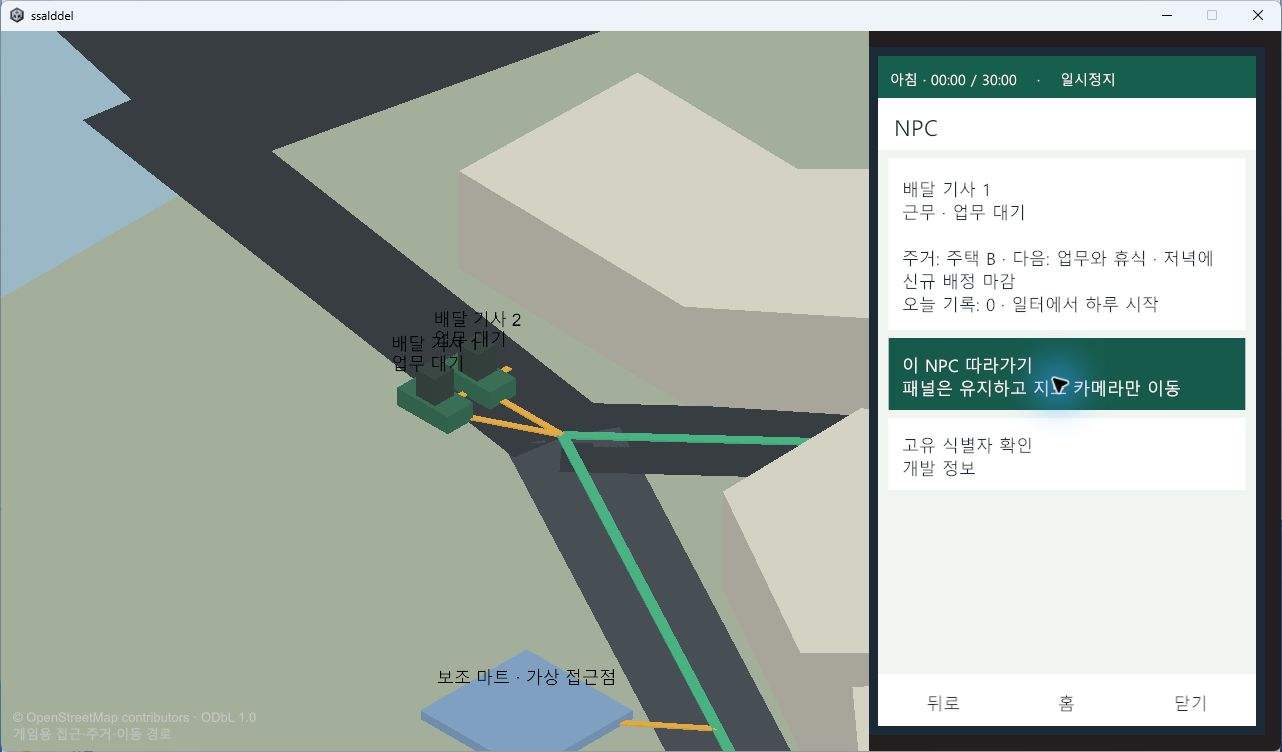 ssalddel
아침 · 00:00 / 30:00 · 일시정지
NPC
배달 기사 1
근무 · 업무 대기
주거: 주택 B · 다음: 업무와 휴식 · 저녁에
신규 배정 마감
오늘 기록: 0 · 일터에서 하루 시작
이 NPC 따라가기
패널은 유지하고 지도 카메라만 이동
고유 식별자 확인
개발 정보
뒤로 홈 닫기
배달 기사 2
업무 대기
배달 기사 1
업무 대기
보조 마트 · 가상 접근점
© OpenStreetMap contributors · ODbL 1.0
게임용 접근·주거·이동 경로